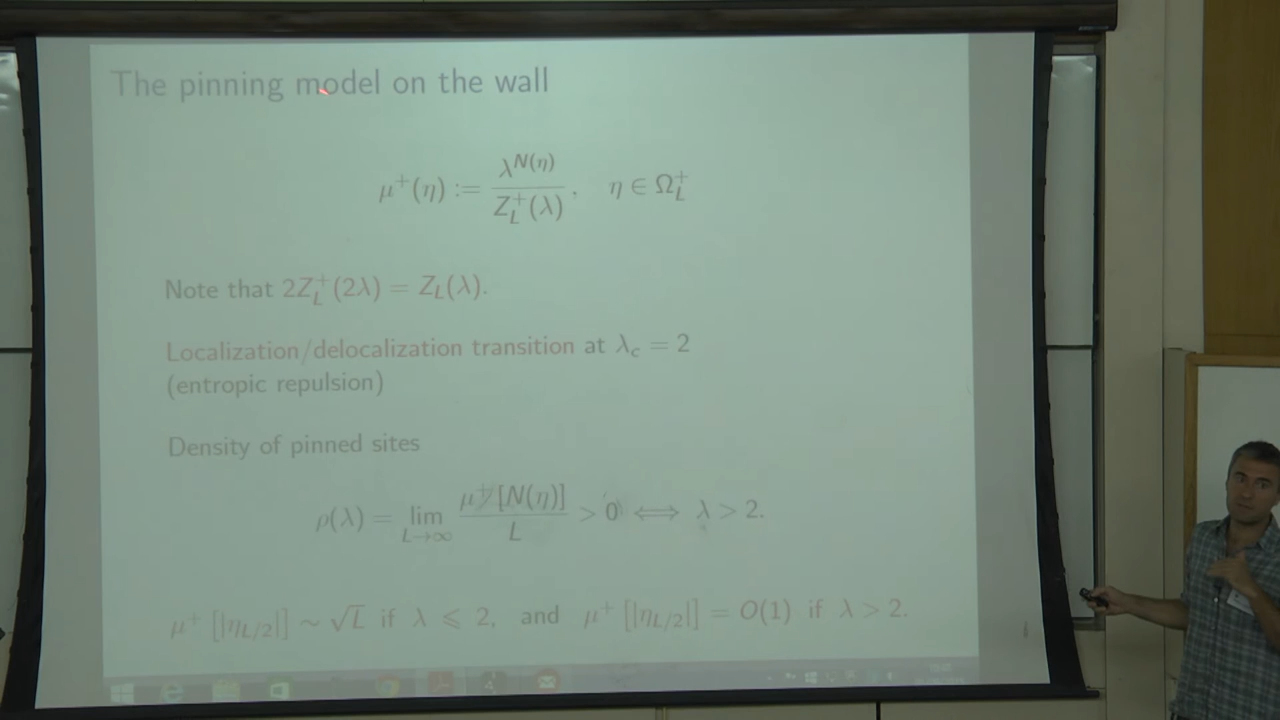 The pinning model on the wall
μ⁺(η) := λ^{N(η)} / Z_L⁺(λ) , η ∈ Ω_L⁺
Note that 2Z_L⁺(2λ) = Z_L(λ).
Localization/delocalization transition at λ_c = 2
(entropic repulsion)
Density of pinned sites
ρ(λ) = lim_{L→∞} μ⁺[N(η)] / L > 0 ⟺ λ > 2.
μ⁺[|η_{L/2}|] ∼ √L if λ ⩽ 2, and μ⁺[|η_{L/2}|] = O(1) if λ > 2.